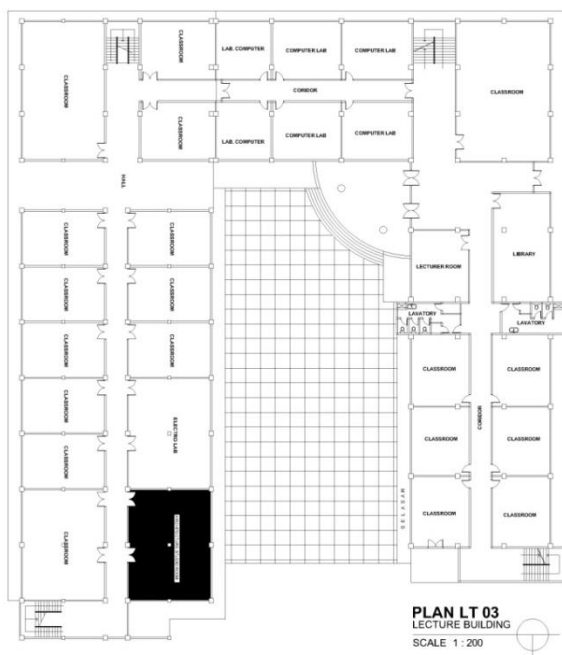 CLASSROOM
CLASSROOM
LAB. COMPUTER
COMPUTER LAB
COMPUTER LAB
CLASSROOM
CORIDOR
CLASSROOM
LAB. COMPUTER
COMPUTER LAB
COMPUTER LAB
HALL
CLASSROOM
CLASSROOM
LECTURER ROOM
LIBRARY
CLASSROOM
CLASSROOM
LAVATORY
LAVATORY
CLASSROOM
CLASSROOM
CLASSROOM
CLASSROOM
CLASSROOM
ELECTRO LAB
CLASSROOM
CORIDOR
CLASSROOM
CLASSROOM
CLASSROOM
CLASSROOM
CLASSROOM
PLAN LT 03
LECTURE BUILDING
SCALE 1 : 200